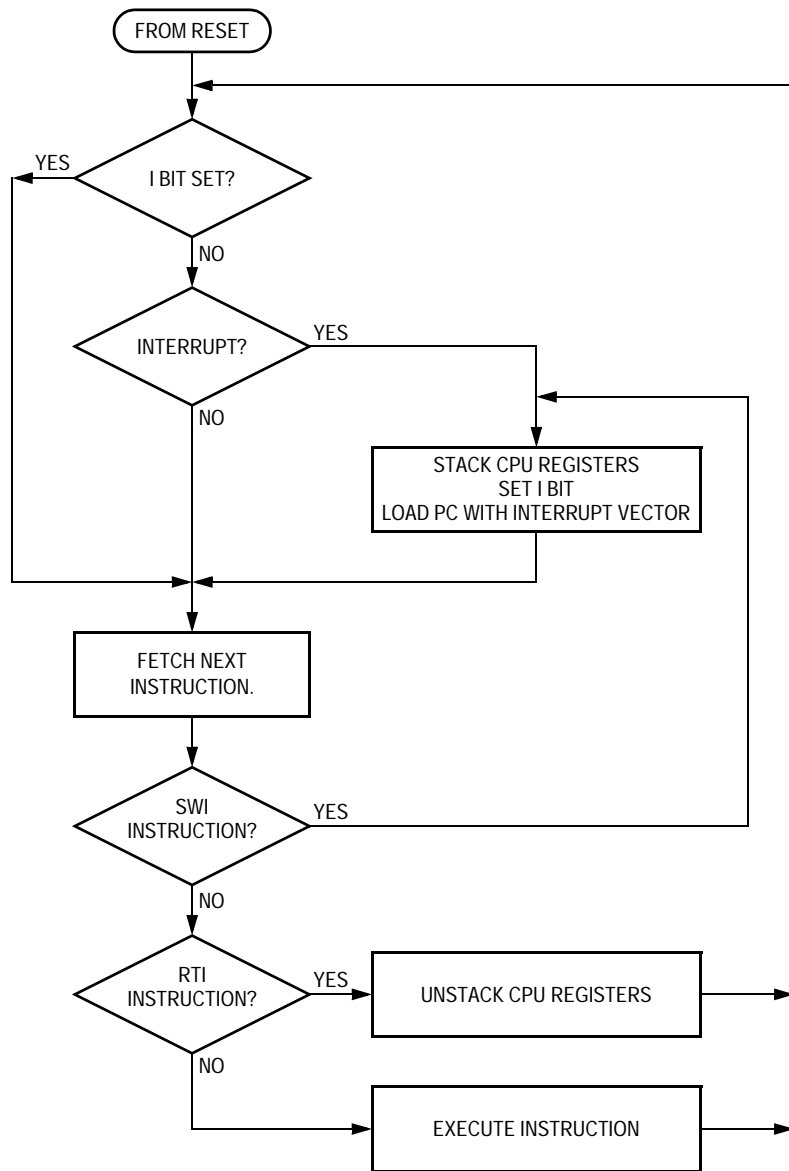 FROM RESET
YES
I BIT SET?
NO
INTERRUPT?
YES
NO
STACK CPU REGISTERS
SET I BIT
LOAD PC WITH INTERRUPT VECTOR
FETCH NEXT
INSTRUCTION.
SWI
INSTRUCTION?
YES
NO
RTI
INSTRUCTION?
YES
UNSTACK CPU REGISTERS
NO
EXECUTE INSTRUCTION